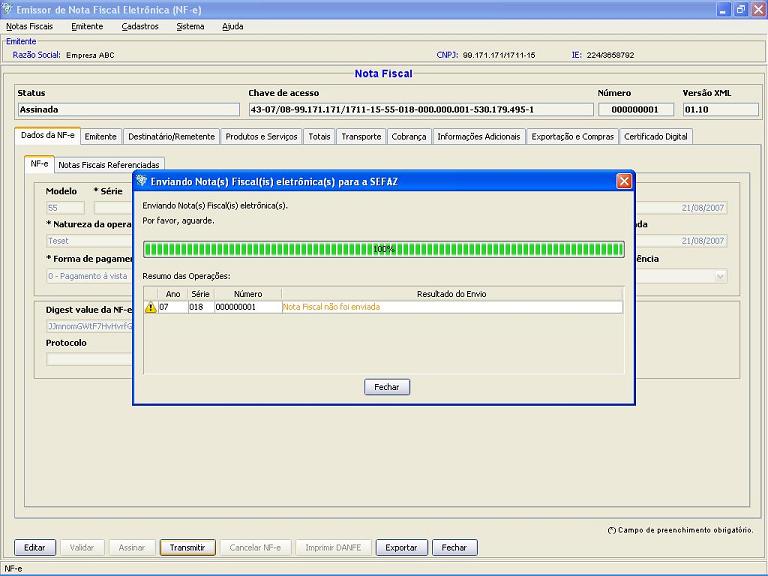 Emissor de Nota Fiscal Eletrônica (NF-e)
Notas Fiscais Emitente Cadastros Sistema Ajuda
Emitente
Razão Social: Empresa ABC CNPJ: 99.171.171/1711-15 IE: 224/3658792
Nota Fiscal
Status Chave de acesso Número Versão XML
Assinada 43-07/08-99.171.171/1711-15-55-018-000.000.001-530.179.495-1 000000001 01.10
Dados da NF-e Emitente Destinatário/Remetente Produtos e Serviços Totais Transporte Cobrança Informações Adicionais Exportação e Compras Certificado Digital
NF-e Notas Fiscais Referenciadas
Enviando Nota(s) Fiscal(is) eletrônica(s) para a SEFAZ
Modelo * Série
55 21/08/2007
* Natureza da opera
Teset 21/08/2007
* Forma de pagamen
0 - Pagamento à vista
Digest value da NF-e
Protocolo
Enviando Nota(s) Fiscal(is) eletrônica(s).
Por favor, aguarde.
100%
Resumo das Operações:
Ano Série Número Resultado do Envio
07 018 000000001 Nota Fiscal não foi enviada
Fechar
(*) Campo de preenchimento obrigatório.
Editar Validar Assinar Transmitir Cancelar NF-e Imprimir DANFE Exportar Fechar
NF-e